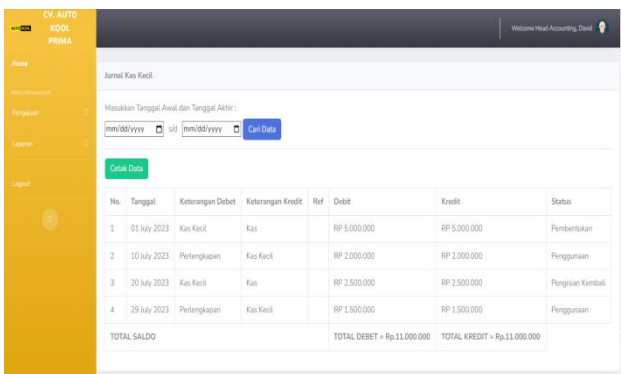 CV. AUTO
KOOL
PRIMA
Welcome Head Accounting, David
Home
Pengajuan
Laporan
Logout
Jurnal Kas Kecil
Masukkan Tanggal Awal dan Tanggal Akhir :
mm/dd/yyyy s/d mm/dd/yyyy Cari Data
Cetak Data
No. Tanggal Keterangan Debet Keterangan Kredit Ref Debit Kredit Status
1 01 July 2023 Kas Kecil Kas RP 5.000.000 RP 5.000.000 Pembentukan
2 10 July 2023 Perlengkapan Kas Kecil RP 2.000.000 RP 2.000.000 Penggunaan
3 20 July 2023 Kas Kecil Kas RP 2.500.000 RP 2.500.000 Pengisian Kembali
4 29 July 2023 Perlengkapan Kas Kecil RP 1.500.000 RP 1.500.000 Penggunaan
TOTAL SALDO TOTAL DEBET = Rp.11.000.000 TOTAL KREDIT = Rp.11.000.000